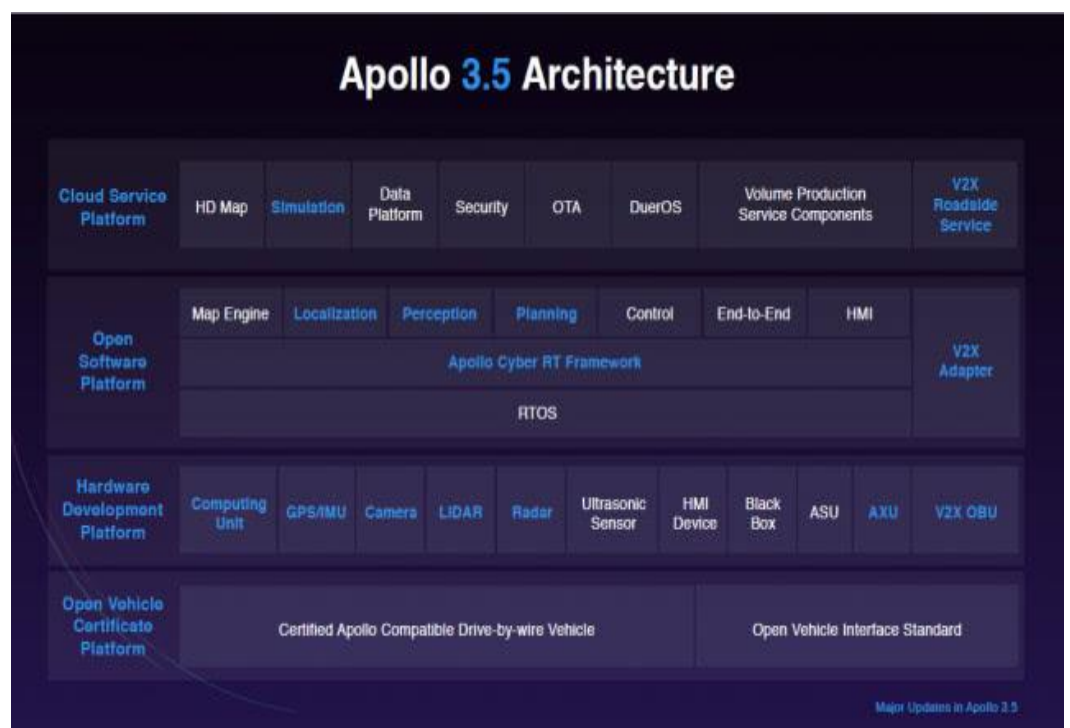 Apollo 3.5 Architecture
Cloud Service
Platform
HD Map
Simulation
Data
Platform
Security
OTA
DuerOS
Volume Production
Service Components
V2X
Roadside
Service
Open
Software
Platform
Map Engine
Localization
Perception
Planning
Control
End-to-End
HMI
Apollo Cyber RT Framework
RTOS
V2X
Adapter
Hardware
Development
Platform
Computing
Unit
GPS/IMU
Camera
LIDAR
Radar
Ultrasonic
Sensor
HMI
Device
Black
Box
ASU
AXU
V2X OBU
Open Vehicle
Certificate
Platform
Certified Apollo Compatible Drive-by-wire Vehicle
Open Vehicle Interface Standard
Major Updates in Apollo 3.5